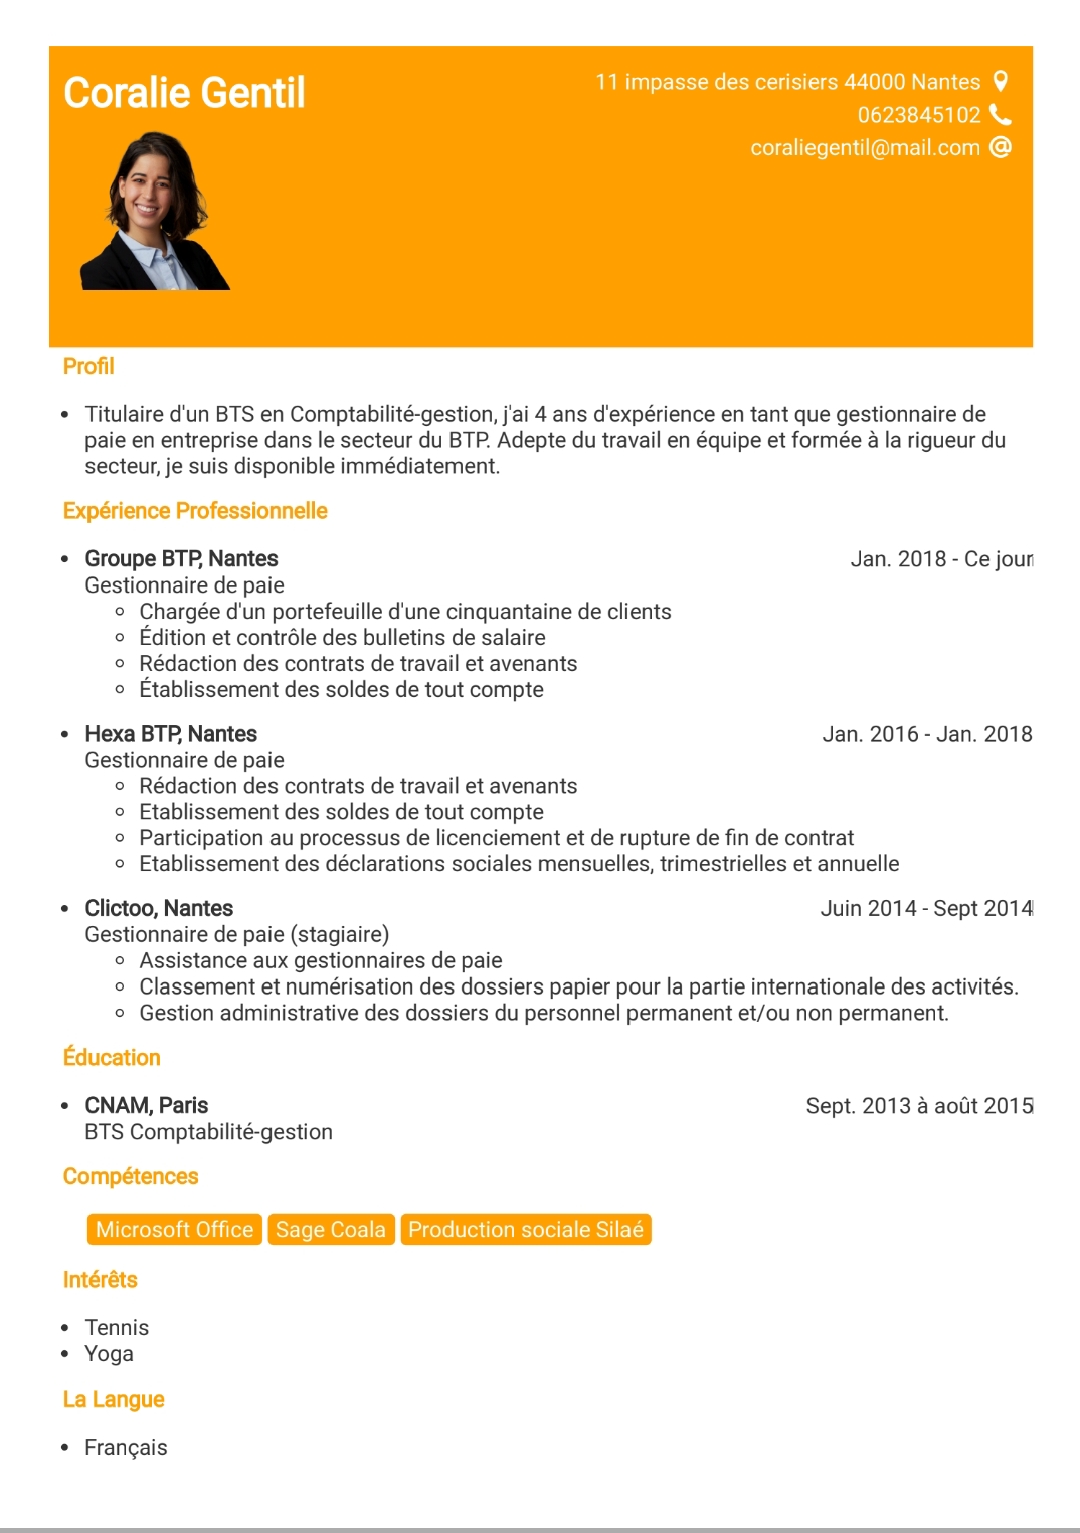 Coralie Gentil
11 impasse des cerisiers 44000 Nantes
0623845102
coraliegentil@mail.com
Profil
Titulaire d'un BTS en Comptabilité-gestion, j'ai 4 ans d'expérience en tant que gestionnaire de
paie en entreprise dans le secteur du BTP. Adepte du travail en équipe et formée à la rigueur du
secteur, je suis disponible immédiatement.
Expérience Professionnelle
Groupe BTP, Nantes Jan. 2018 - Ce jour
Gestionnaire de paie
Chargée d'un portefeuille d'une cinquantaine de clients
Édition et contrôle des bulletins de salaire
Rédaction des contrats de travail et avenants
Établissement des soldes de tout compte
Hexa BTP, Nantes Jan. 2016 - Jan. 2018
Gestionnaire de paie
Rédaction des contrats de travail et avenants
Etablissement des soldes de tout compte
Participation au processus de licenciement et de rupture de fin de contrat
Etablissement des déclarations sociales mensuelles, trimestrielles et annuelle
Clictoo, Nantes Juin 2014 - Sept 2014
Gestionnaire de paie (stagiaire)
Assistance aux gestionnaires de paie
Classement et numérisation des dossiers papier pour la partie internationale des activités.
Gestion administrative des dossiers du personnel permanent et/ou non permanent.
Éducation
CNAM, Paris Sept. 2013 à août 2015
BTS Comptabilité-gestion
Compétences
Microsoft Office Sage Coala Production sociale Silaé
Intérêts
Tennis
Yoga
La Langue
Français